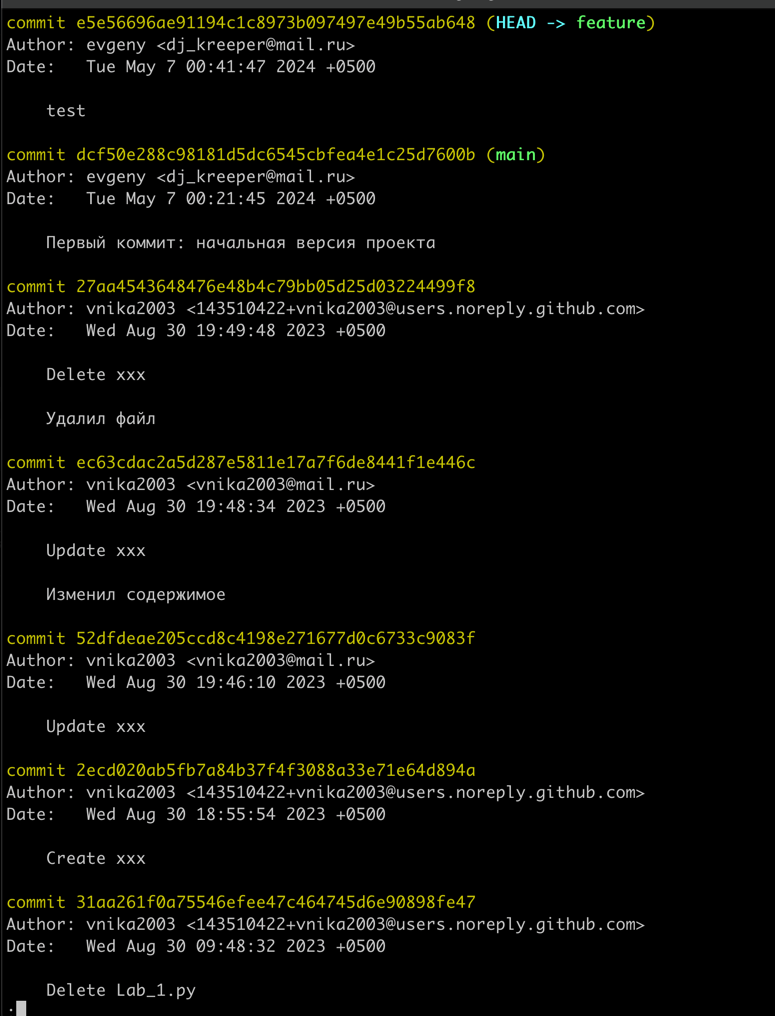 commit e5e56696ae91194c1c8973b097497e49b55ab648 (HEAD -> feature)
Author: evgeny <dj_kreeper@mail.ru>
Date:   Tue May 7 00:41:47 2024 +0500
test
commit dcf50e288c98181d5dc6545cbfea4e1c25d7600b (main)
Author: evgeny <dj_kreeper@mail.ru>
Date:   Tue May 7 00:21:45 2024 +0500
Первый коммит: начальная версия проекта
commit 27aa4543648476e48b4c79bb05d25d03224499f8
Author: vnika2003 <143510422+vnika2003@users.noreply.github.com>
Date:   Wed Aug 30 19:49:48 2023 +0500
Delete xxx
Удалил файл
commit ec63cdac2a5d287e5811e17a7f6de8441f1e446c
Author: vnika2003 <vnika2003@mail.ru>
Date:   Wed Aug 30 19:48:34 2023 +0500
Update xxx
Изменил содержимое
commit 52dfdeae205ccd8c4198e271677d0c6733c9083f
Author: vnika2003 <vnika2003@mail.ru>
Date:   Wed Aug 30 19:46:10 2023 +0500
Update xxx
commit 2ecd020ab5fb7a84b37f4f3088a33e71e64d894a
Author: vnika2003 <143510422+vnika2003@users.noreply.github.com>
Date:   Wed Aug 30 18:55:54 2023 +0500
Create xxx
commit 31aa261f0a75546efee47c464745d6e90898fe47
Author: vnika2003 <143510422+vnika2003@users.noreply.github.com>
Date:   Wed Aug 30 09:48:32 2023 +0500
Delete Lab_1.py